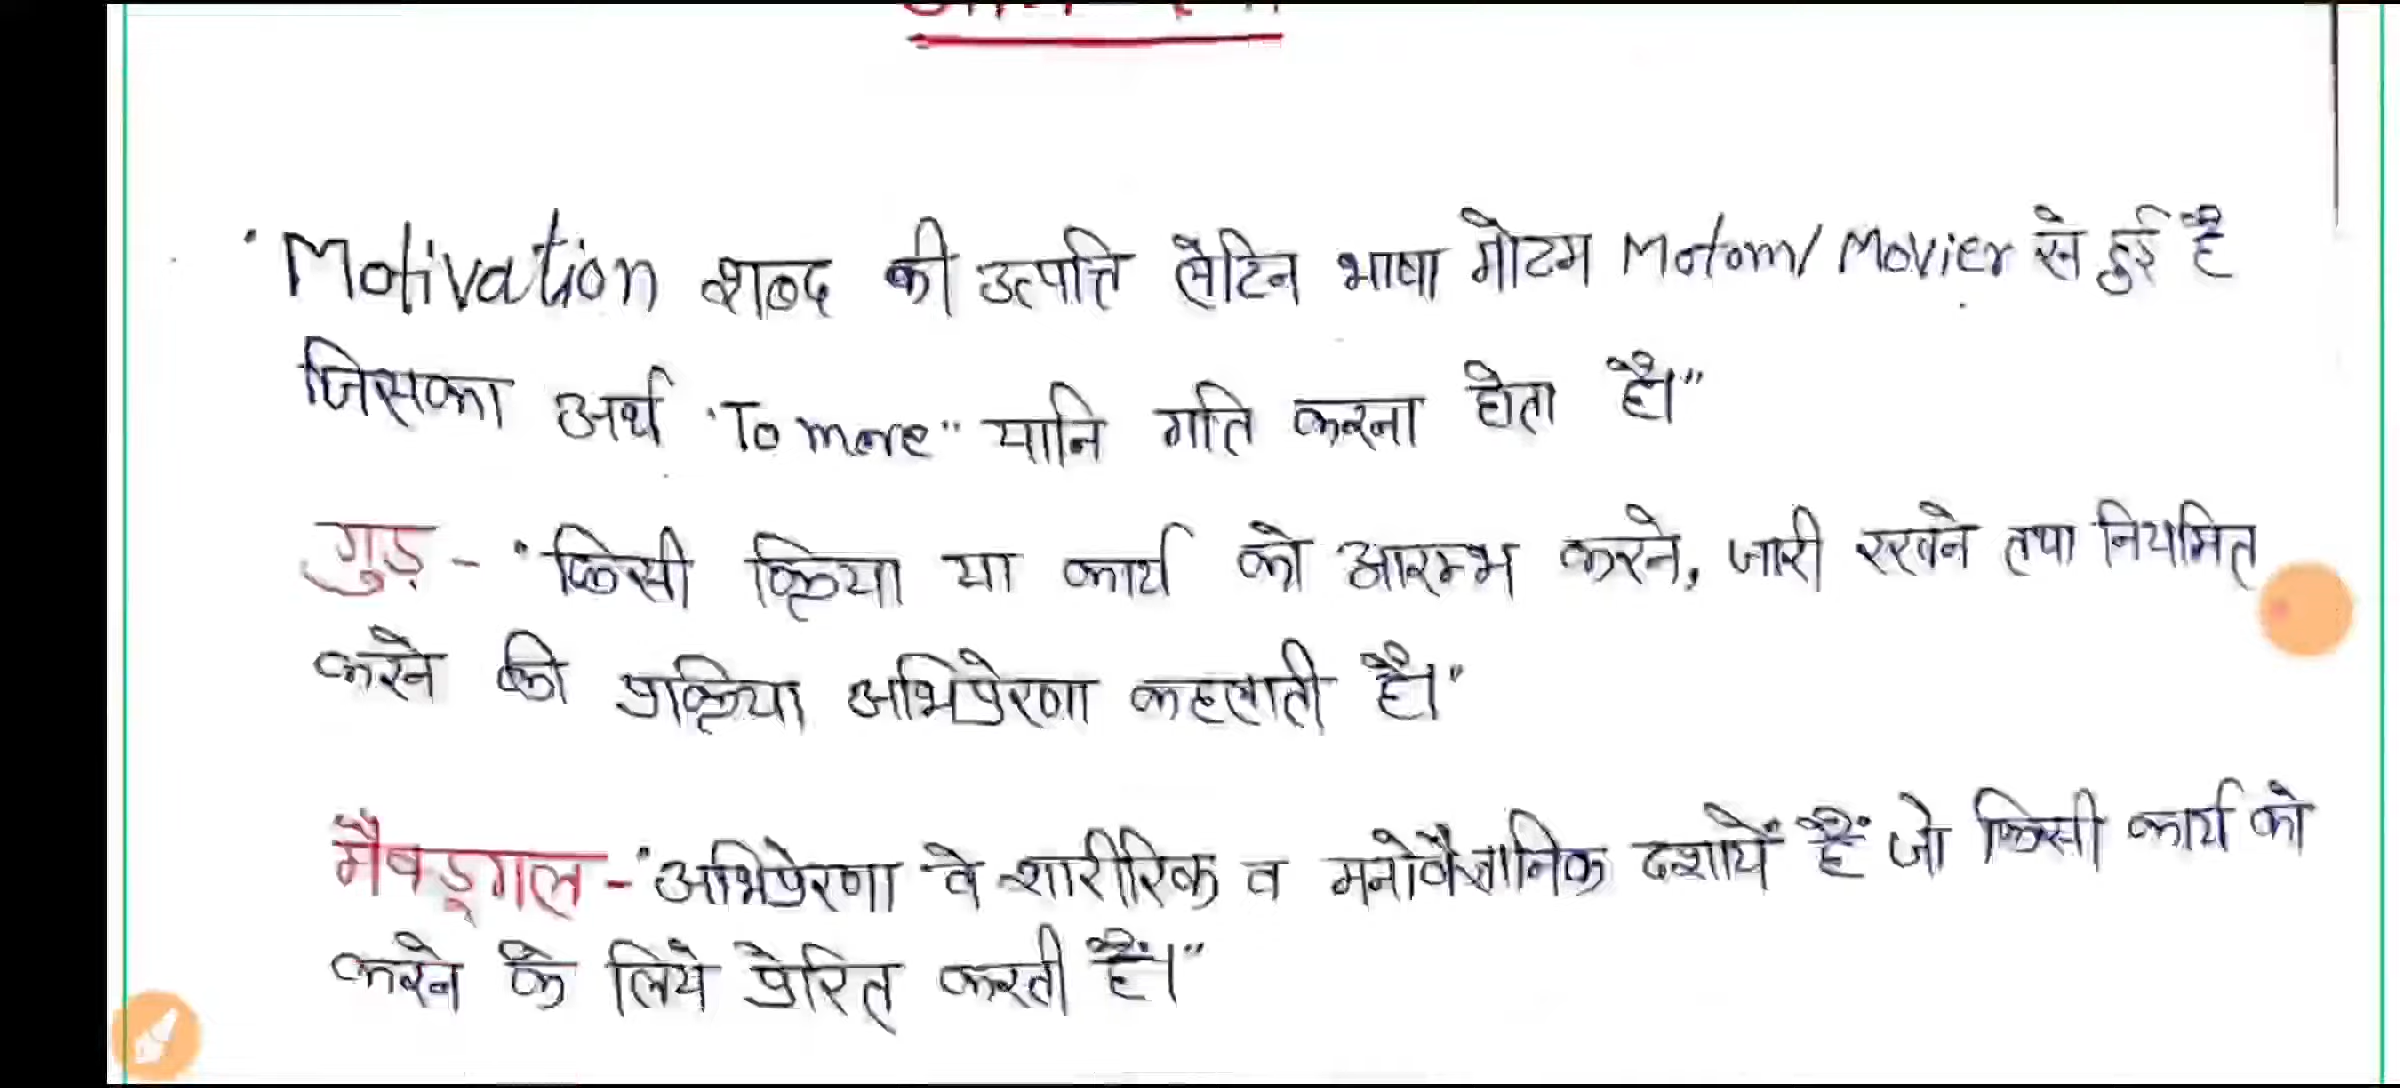 "Motivation शब्द की उत्पत्ति लेटिन भाषा मोटम Motom/Movier से हुई है
जिसका अर्थ "To move" यानि गति करना होता है।"
गुड़ - "किसी क्रिया या कार्य को आरम्भ करने, जारी रखने तथा नियमित
करने की प्रक्रिया अभिप्रेरणा कहलाती है।"
मैक्डूगल - "अभिप्रेरणा वे शारीरिक व मनोवैज्ञानिक दशायें हैं जो किसी कार्य को
करने के लिये प्रेरित करती हैं।"